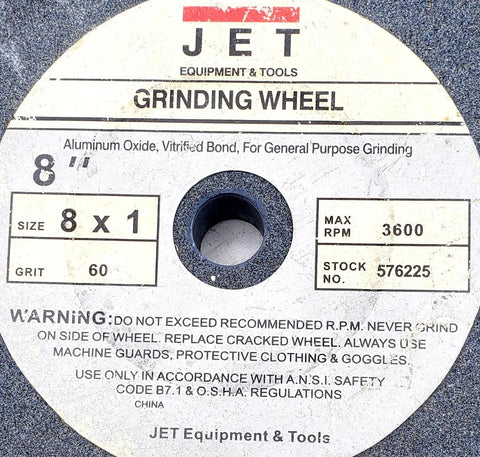 JET
EQUIPMENT & TOOLS
GRINDING WHEEL
Aluminum Oxide, Vitrified Bond, For General Purpose Grinding
8"
SIZE 8 x 1
GRIT 60
MAX RPM 3600
STOCK NO. 576225
WARNING: DO NOT EXCEED RECOMMENDED R.P.M. NEVER GRIND
ON SIDE OF WHEEL. REPLACE CRACKED WHEEL. ALWAYS USE
MACHINE GUARDS, PROTECTIVE CLOTHING & GOGGLES.
USE ONLY IN ACCORDANCE WITH A.N.S.I. SAFETY
CODE B7.1 & O.S.H.A. REGULATIONS
CHINA
JET Equipment & Tools